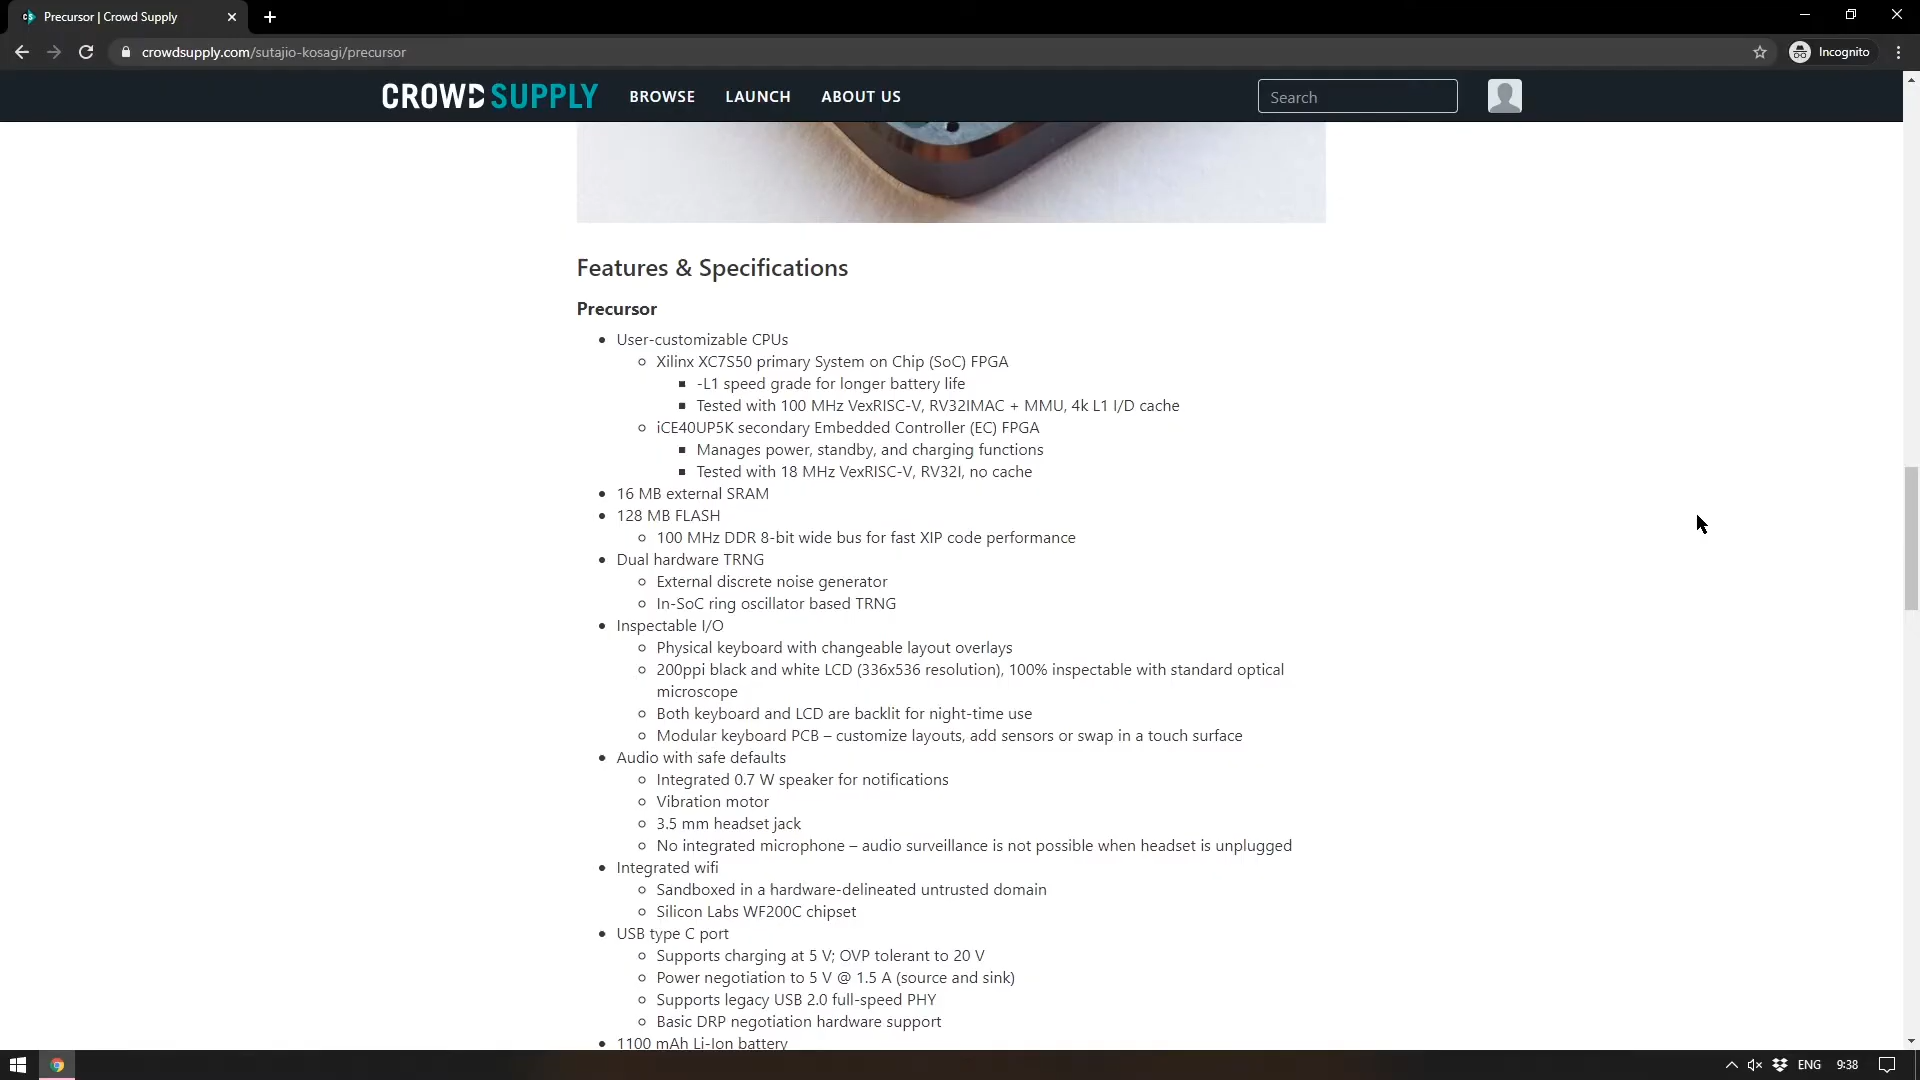 Precursor | Crowd Supply
crowdsupply.com/sutajio-kosagi/precursor
Incognito
CROWD SUPPLY BROWSE LAUNCH ABOUT US Search
Features & Specifications
Precursor
• User-customizable CPUs
○ Xilinx XC7S50 primary System on Chip (SoC) FPGA
▪ -L1 speed grade for longer battery life
▪ Tested with 100 MHz VexRISC-V, RV32IMAC + MMU, 4k L1 I/D cache
○ iCE40UP5K secondary Embedded Controller (EC) FPGA
▪ Manages power, standby, and charging functions
▪ Tested with 18 MHz VexRISC-V, RV32I, no cache
• 16 MB external SRAM
• 128 MB FLASH
○ 100 MHz DDR 8-bit wide bus for fast XIP code performance
• Dual hardware TRNG
○ External discrete noise generator
○ In-SoC ring oscillator based TRNG
• Inspectable I/O
○ Physical keyboard with changeable layout overlays
○ 200ppi black and white LCD (336x536 resolution), 100% inspectable with standard optical
microscope
○ Both keyboard and LCD are backlit for night-time use
○ Modular keyboard PCB – customize layouts, add sensors or swap in a touch surface
• Audio with safe defaults
○ Integrated 0.7 W speaker for notifications
○ Vibration motor
○ 3.5 mm headset jack
○ No integrated microphone – audio surveillance is not possible when headset is unplugged
• Integrated wifi
○ Sandboxed in a hardware-delineated untrusted domain
○ Silicon Labs WF200C chipset
• USB type C port
○ Supports charging at 5 V; OVP tolerant to 20 V
○ Power negotiation to 5 V @ 1.5 A (source and sink)
○ Supports legacy USB 2.0 full-speed PHY
○ Basic DRP negotiation hardware support
• 1100 mAh Li-Ion battery
ENG 9:38